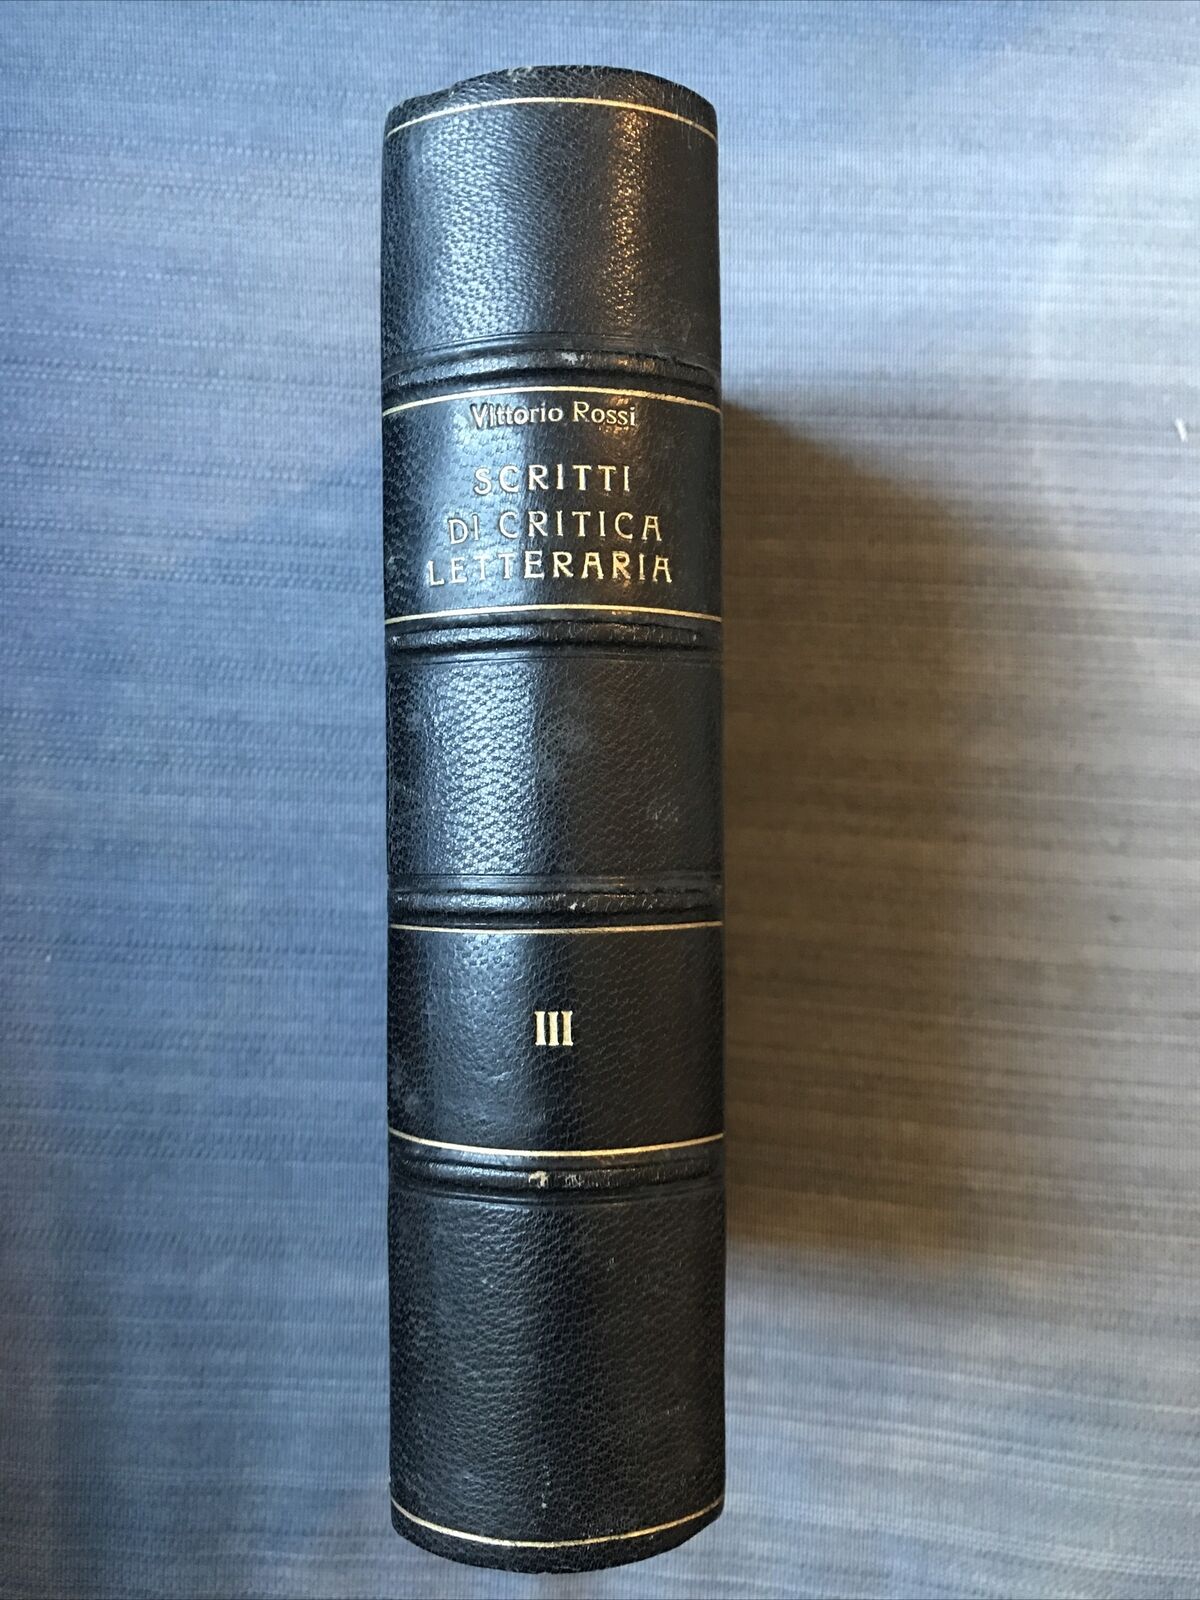 Vittorio Rossi
SCRITTI
DI CRITICA
LETTERARIA
III